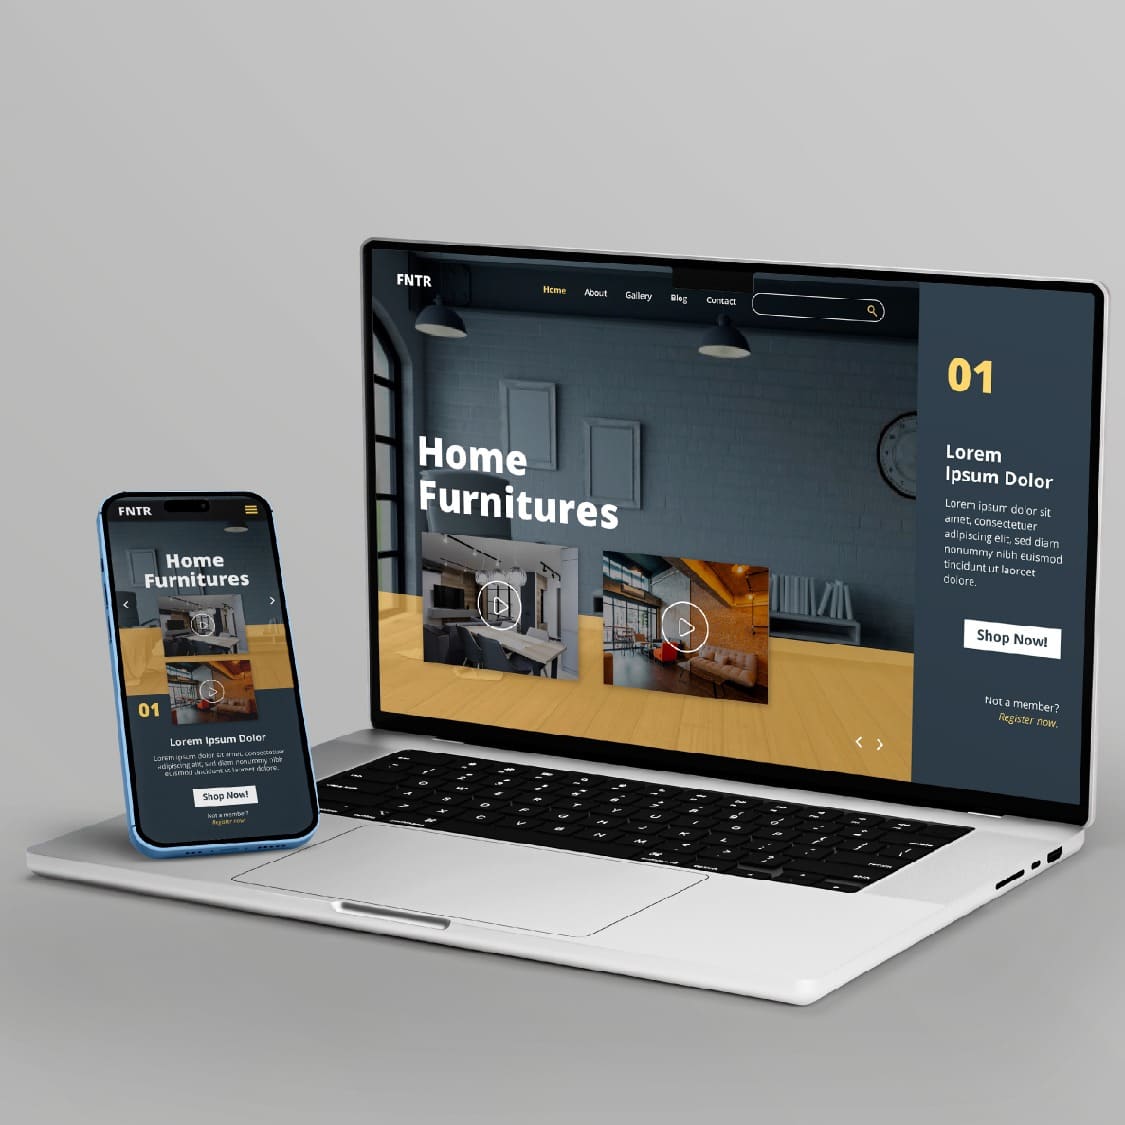 FNTR
Home About Gallery Blog Contact
Home
Furnitures
01
Lorem
Ipsum Dolor
Lorem ipsum dolor sit
amet, consectetuer
adipiscing elit, sed diam
nonummy nibh euismod
tincidunt ut laoreet
dolore.
Shop Now!
Not a member?
Register now.
FNTR
Home
Furnitures
01
Lorem Ipsum Dolor
Lorem ipsum dolor sit amet, consectetuer
adipiscing elit, sed diam nonummy nibh
euismod tincidunt ut laoreet dolore.
Shop Now!
Not a member?
Register now.